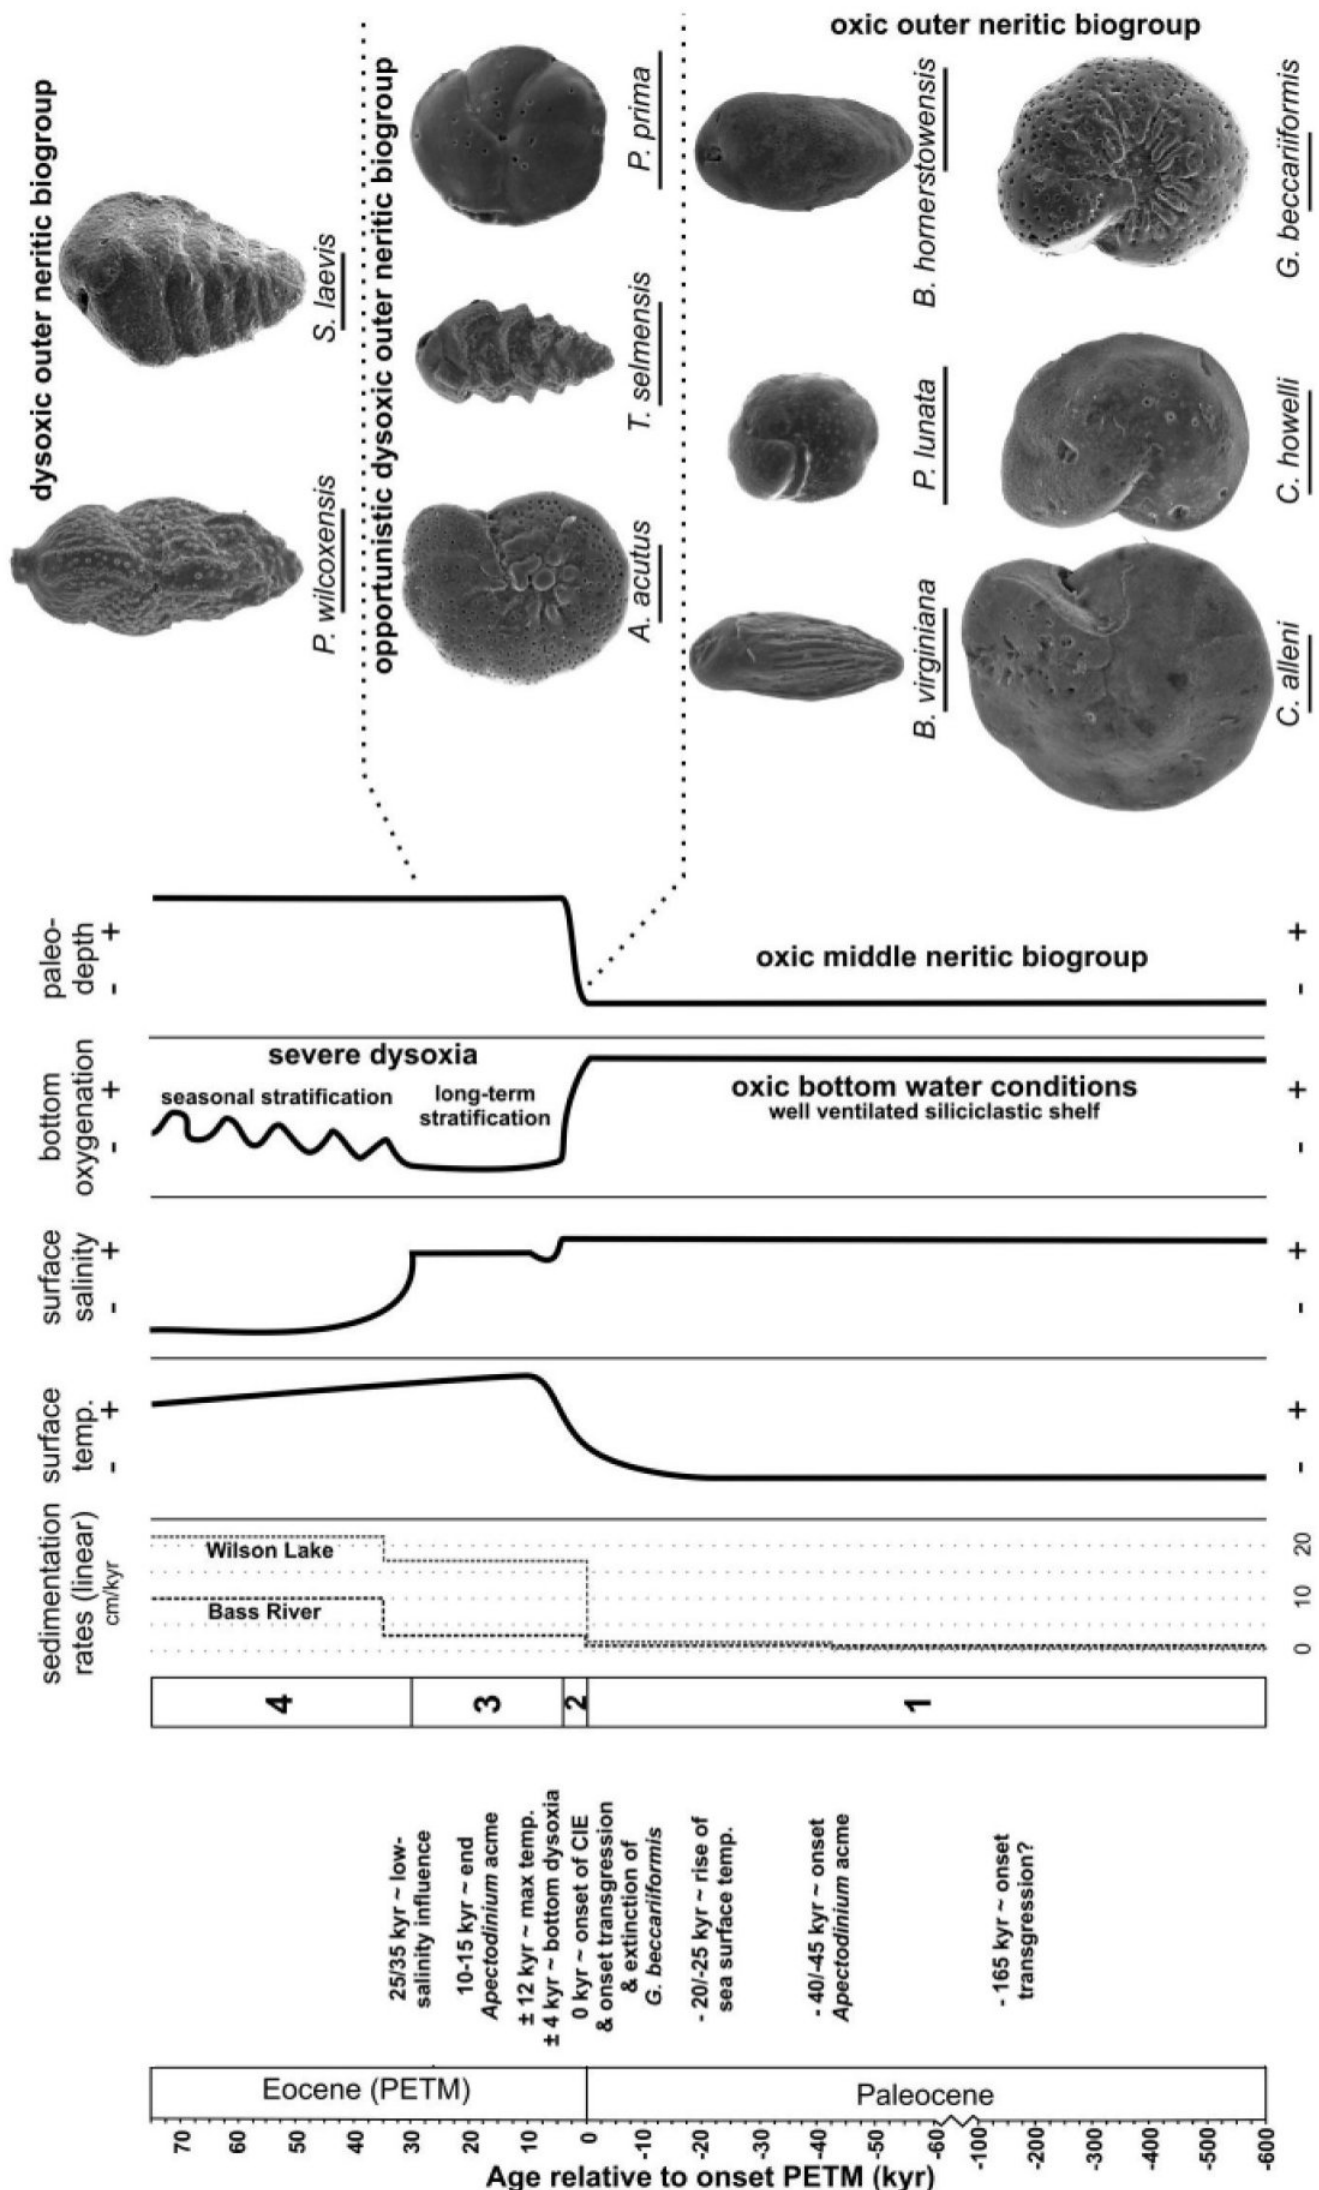 dysoxic outer neritic biogroup
P. wilcoxensis
S. laevis
opportunistic dysoxic outer neritic biogroup
A. acutus
T. selmensis
P. prima
oxic outer neritic biogroup
B. virginiana
P. lunata
B. hornerstowensis
C. alleni
C. howelli
G. beccariiformis
paleo-
depth
- +
oxic middle neritic biogroup
- +
bottom
oxygenation
- +
severe dysoxia
seasonal stratification
long-term
stratification
oxic bottom water conditions
well ventilated siliciclastic shelf
- +
surface
salinity
- +
- +
surface
temp.
- +
- +
sedimentation
rates (linear)
cm/kyr
Wilson Lake
Bass River
0 10 20
4
3
2
1
25/35 kyr ~ low-
salinity influence
10-15 kyr ~ end
Apectodinium acme
± 12 kyr ~ max temp.
± 4 kyr ~ bottom dysoxia
0 kyr ~ onset of CIE
& onset transgression
& extinction of
G. beccariiformis
- 20/-25 kyr ~ rise of
sea surface temp.
- 40/-45 kyr ~ onset
Apectodinium acme
- 165 kyr ~ onset
transgression?
Eocene (PETM)
Paleocene
70
60
50
40
30
20
10
0
-10
-20
-30
-40
-50
-60
-100
-200
-300
-400
-500
-600
Age relative to onset PETM (kyr)